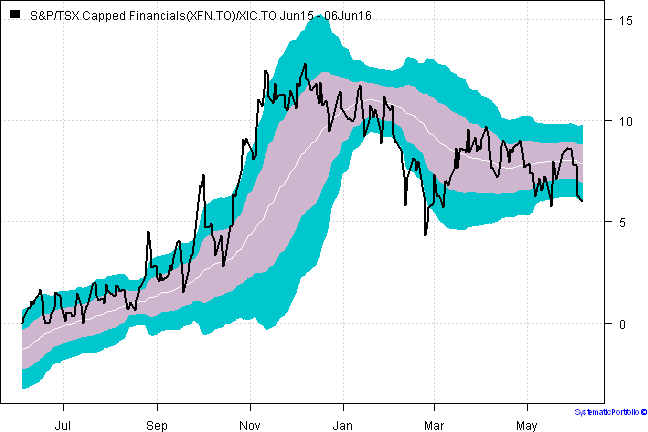 S&P/TSX Capped Financials(XFN.TO)/XIC.TO Jun15 - 06Jun16
15
10
5
0
Jul Sep Nov Jan Mar May
SystematicPortfolio ©